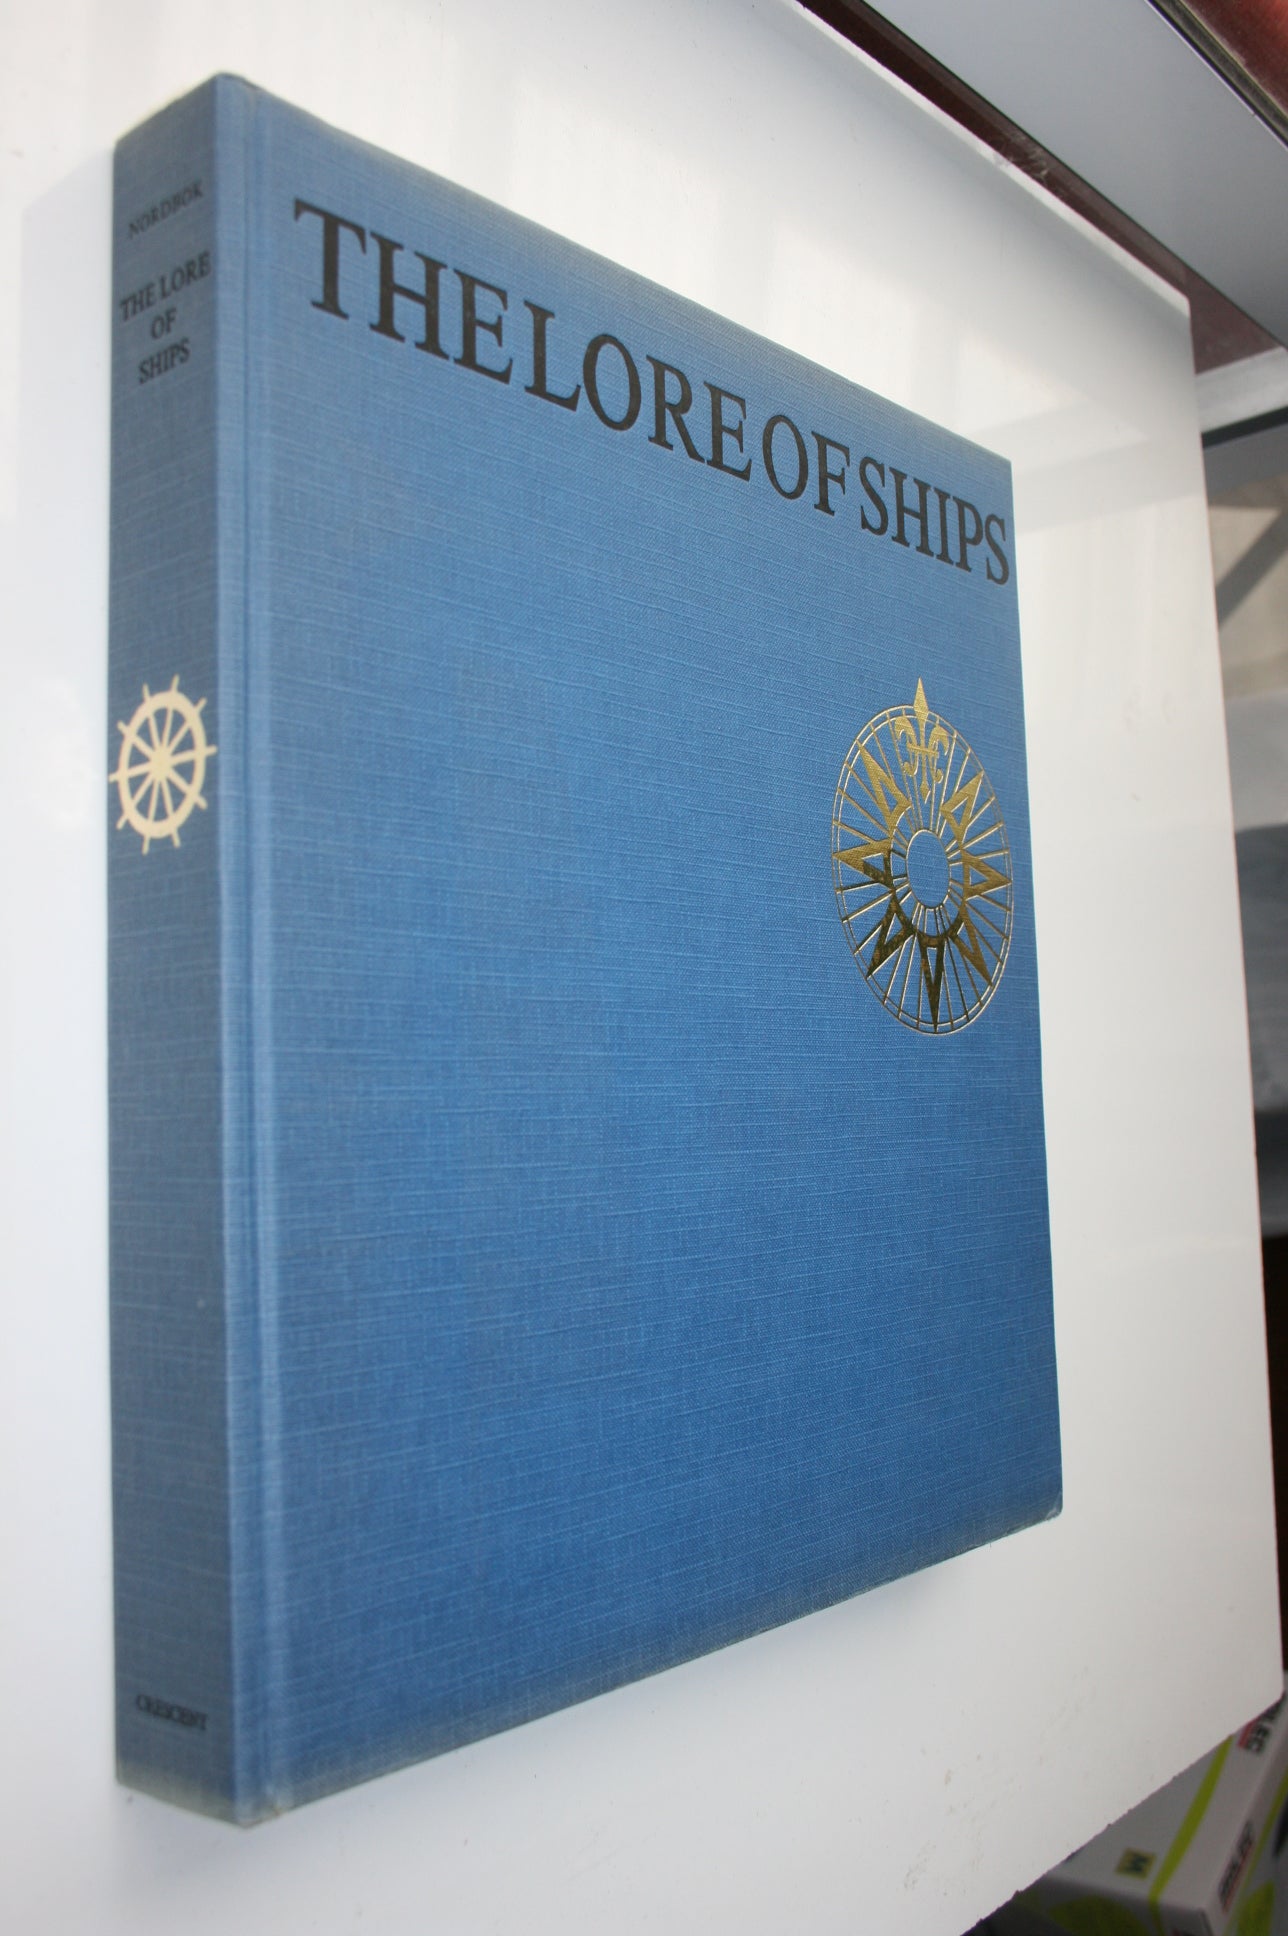 NORDBOK
THE LORE
OF
SHIPS
CRESCENT
THE LORE OF SHIPS
M